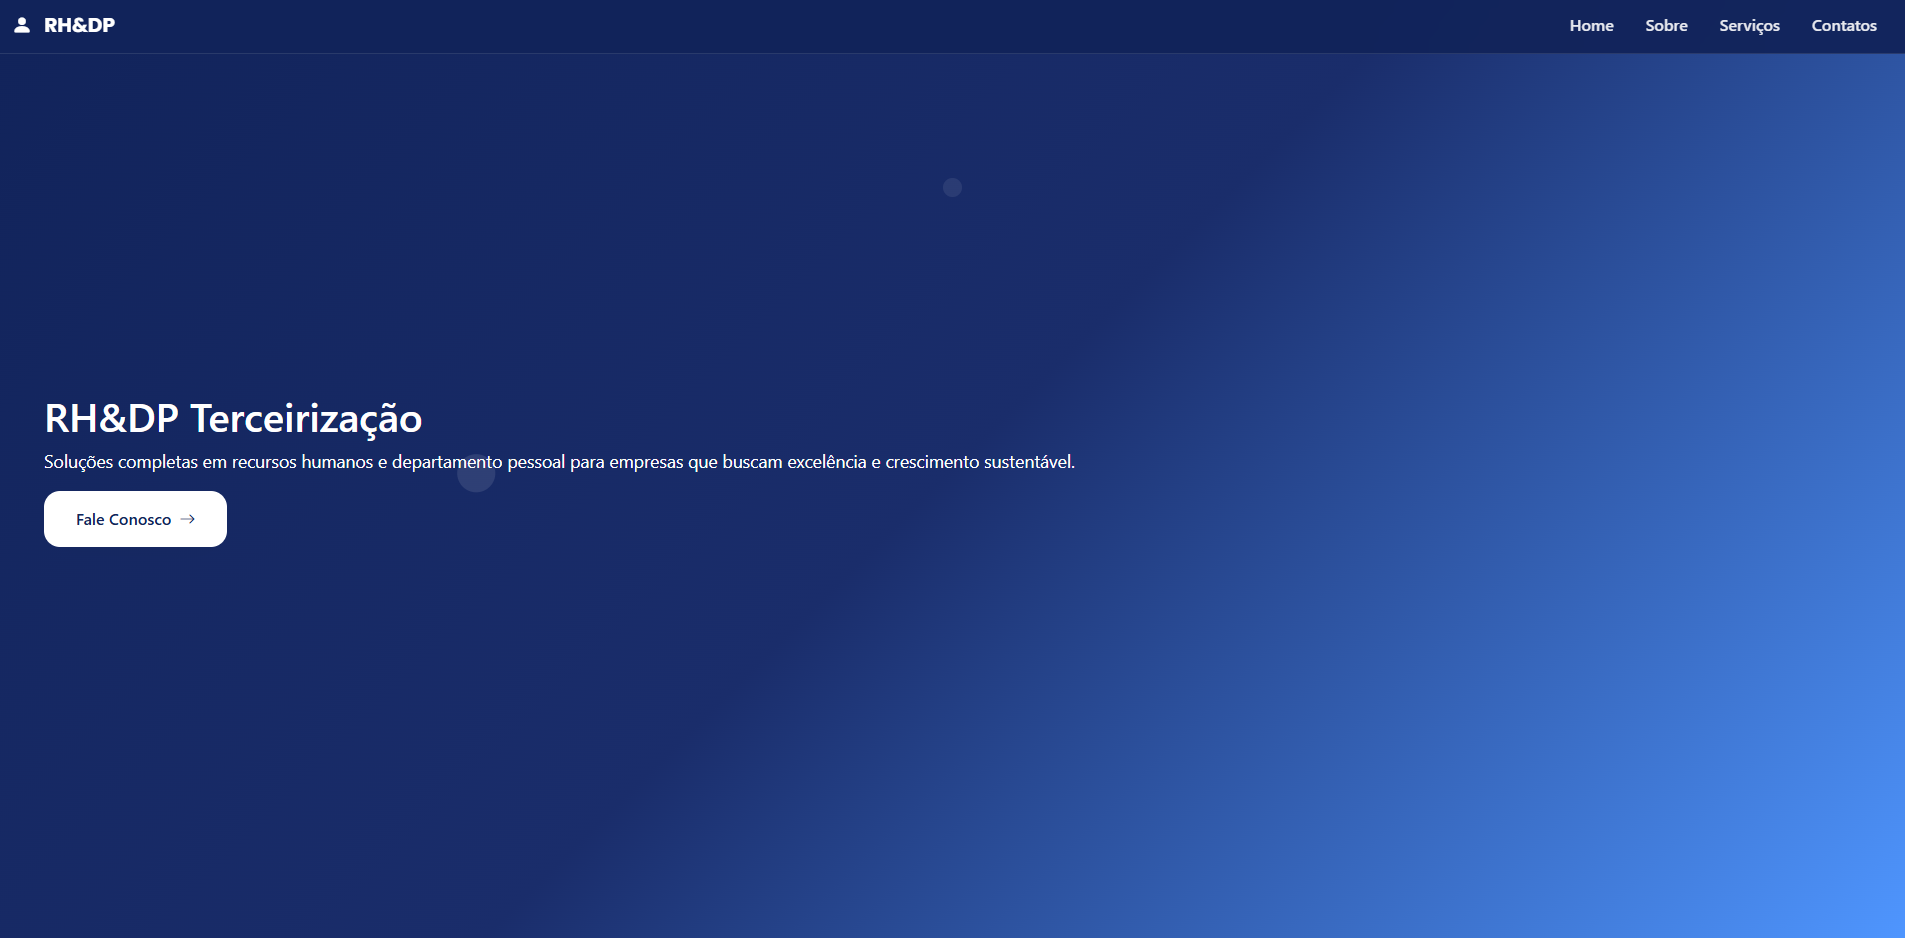 RH&DP
Home Sobre Serviços Contatos
RH&DP Terceirização
Soluções completas em recursos humanos e departamento pessoal para empresas que buscam excelência e crescimento sustentável.
Fale Conosco →